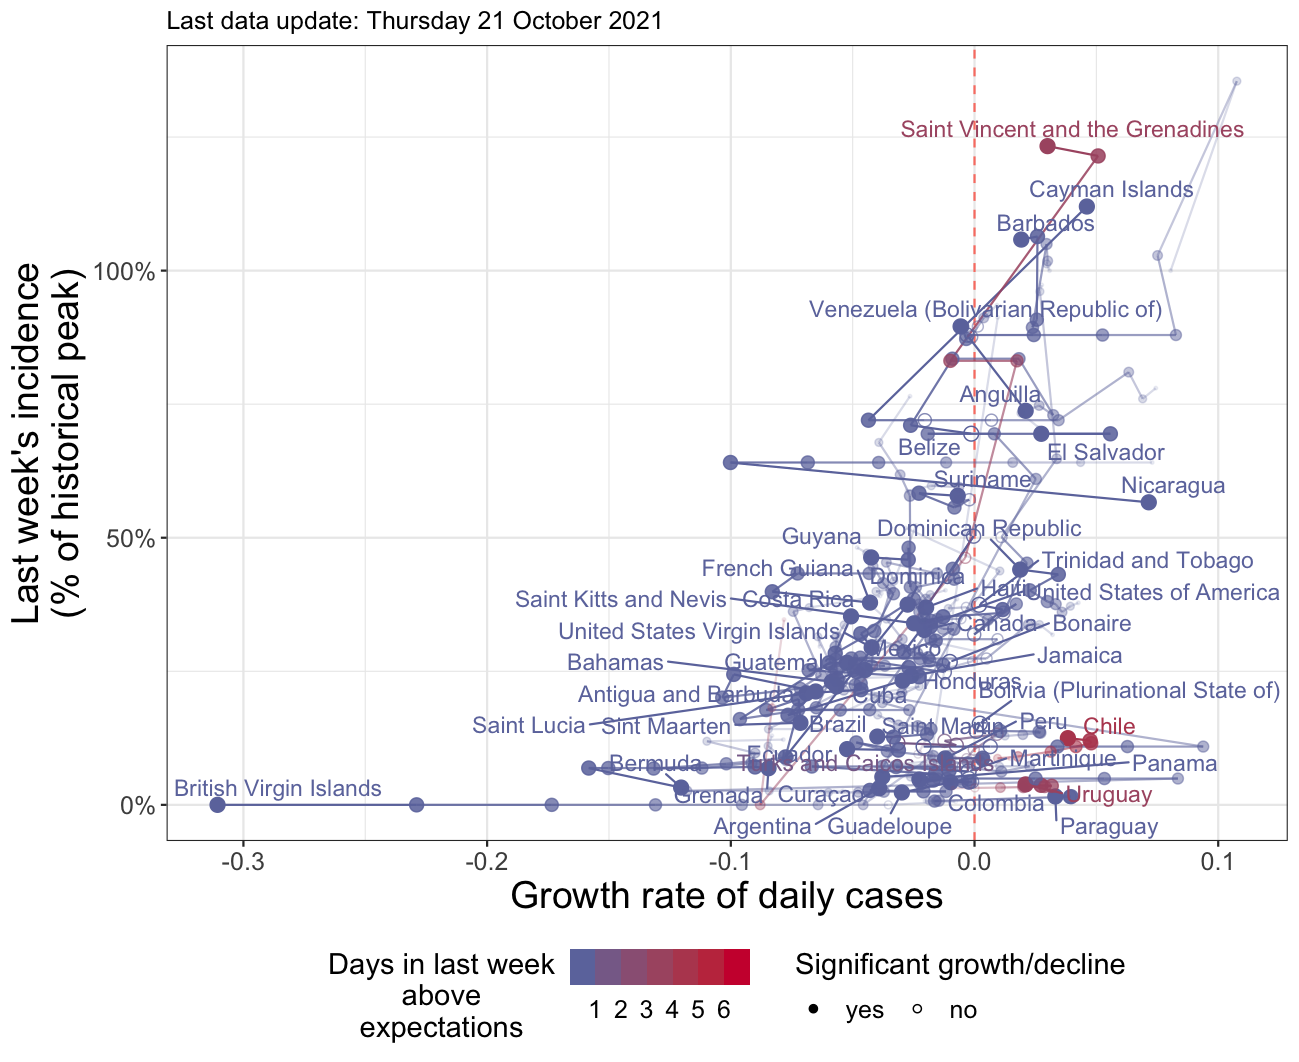 Last data update: Thursday 21 October 2021
Last week's incidence
(% of historical peak)
100%
50%
0%
Saint Vincent and the Grenadines
Cayman Islands
Barbados
Venezuela (Bolivarian Republic of)
Anguilla
Belize
El Salvador
Suriname
Nicaragua
Dominican Republic
Guyana
Trinidad and Tobago
French Guiana
Dominica
Haiti
United States of America
Saint Kitts and Nevis
Costa Rica
Canada
Bonaire
United States Virgin Islands
Mexico
Jamaica
Bahamas
Guatemala
Honduras
Antigua and Barbuda
Cuba
Bolivia (Plurinational State of)
Saint Lucia
Sint Maarten
Brazil
Saint Martin
Peru
Chile
Ecuador
Bermuda
Turks and Caicos Islands
Martinique
Panama
British Virgin Islands
Grenada
Curaçao
Colombia
Uruguay
Argentina
Guadeloupe
Paraguay
-0.3
-0.2
-0.1
0.0
0.1
Growth rate of daily cases
Days in last week
above
expectations
1 2 3 4 5 6
Significant growth/decline
yes
no